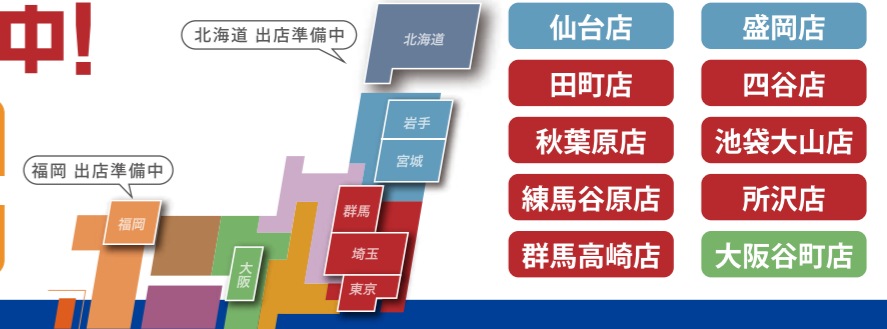 中!
北海道 出店準備中
北海道
岩手
宮城
福岡 出店準備中
福岡
群馬
埼玉
東京
大阪
仙台店
盛岡店
田町店
四谷店
秋葉原店
池袋大山店
練馬谷原店
所沢店
群馬高崎店
大阪谷町店